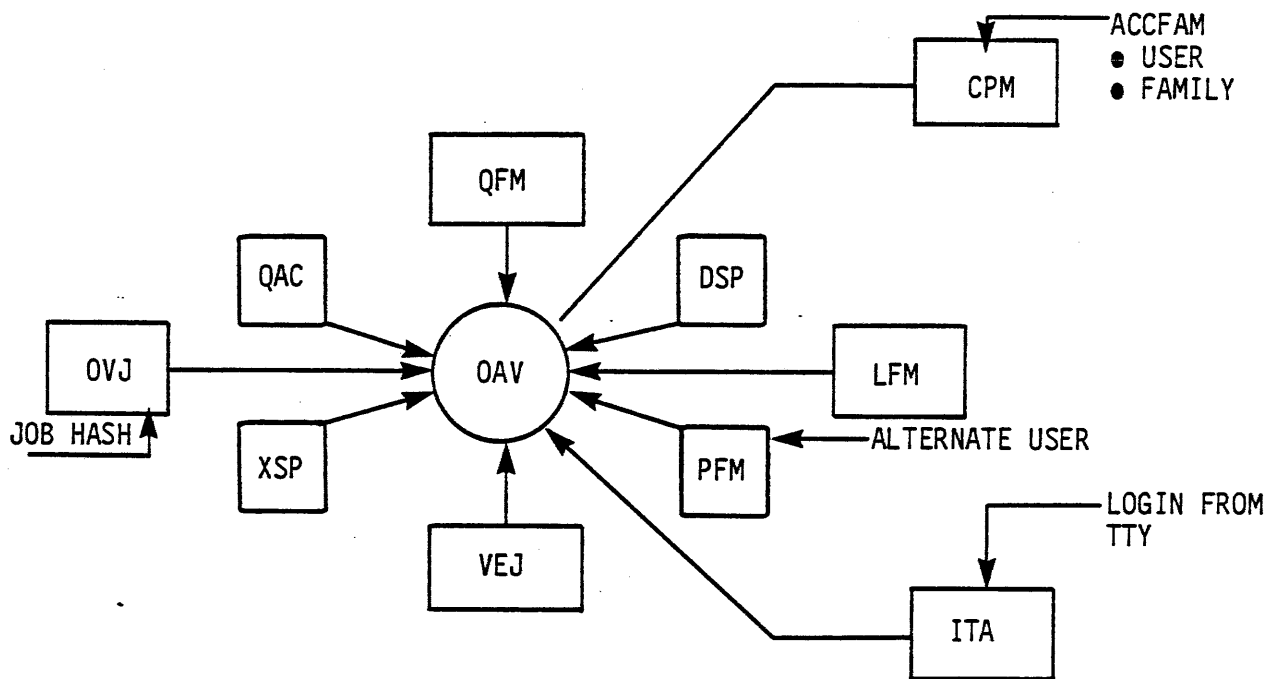 ACCFAM
• USER
• FAMILY
CPM
QFM
QAC
DSP
OVJ
OAV
LFM
JOB HASH
ALTERNATE USER
XSP
PFM
LOGIN FROM
TTY
VEJ
ITA